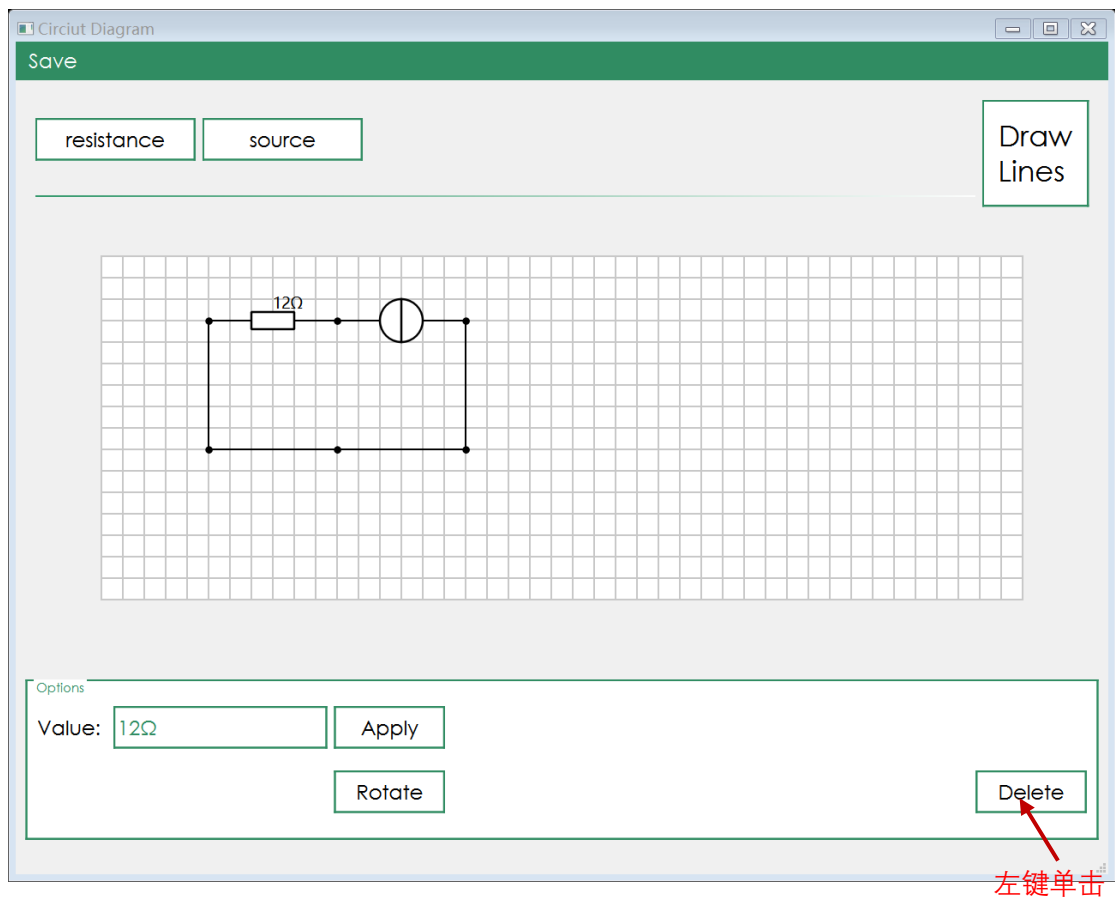 Circiut Diagram
Save
resistance
source
Draw
Lines
12Ω
Options
Value:
12Ω
Apply
Rotate
Delete
左键单击